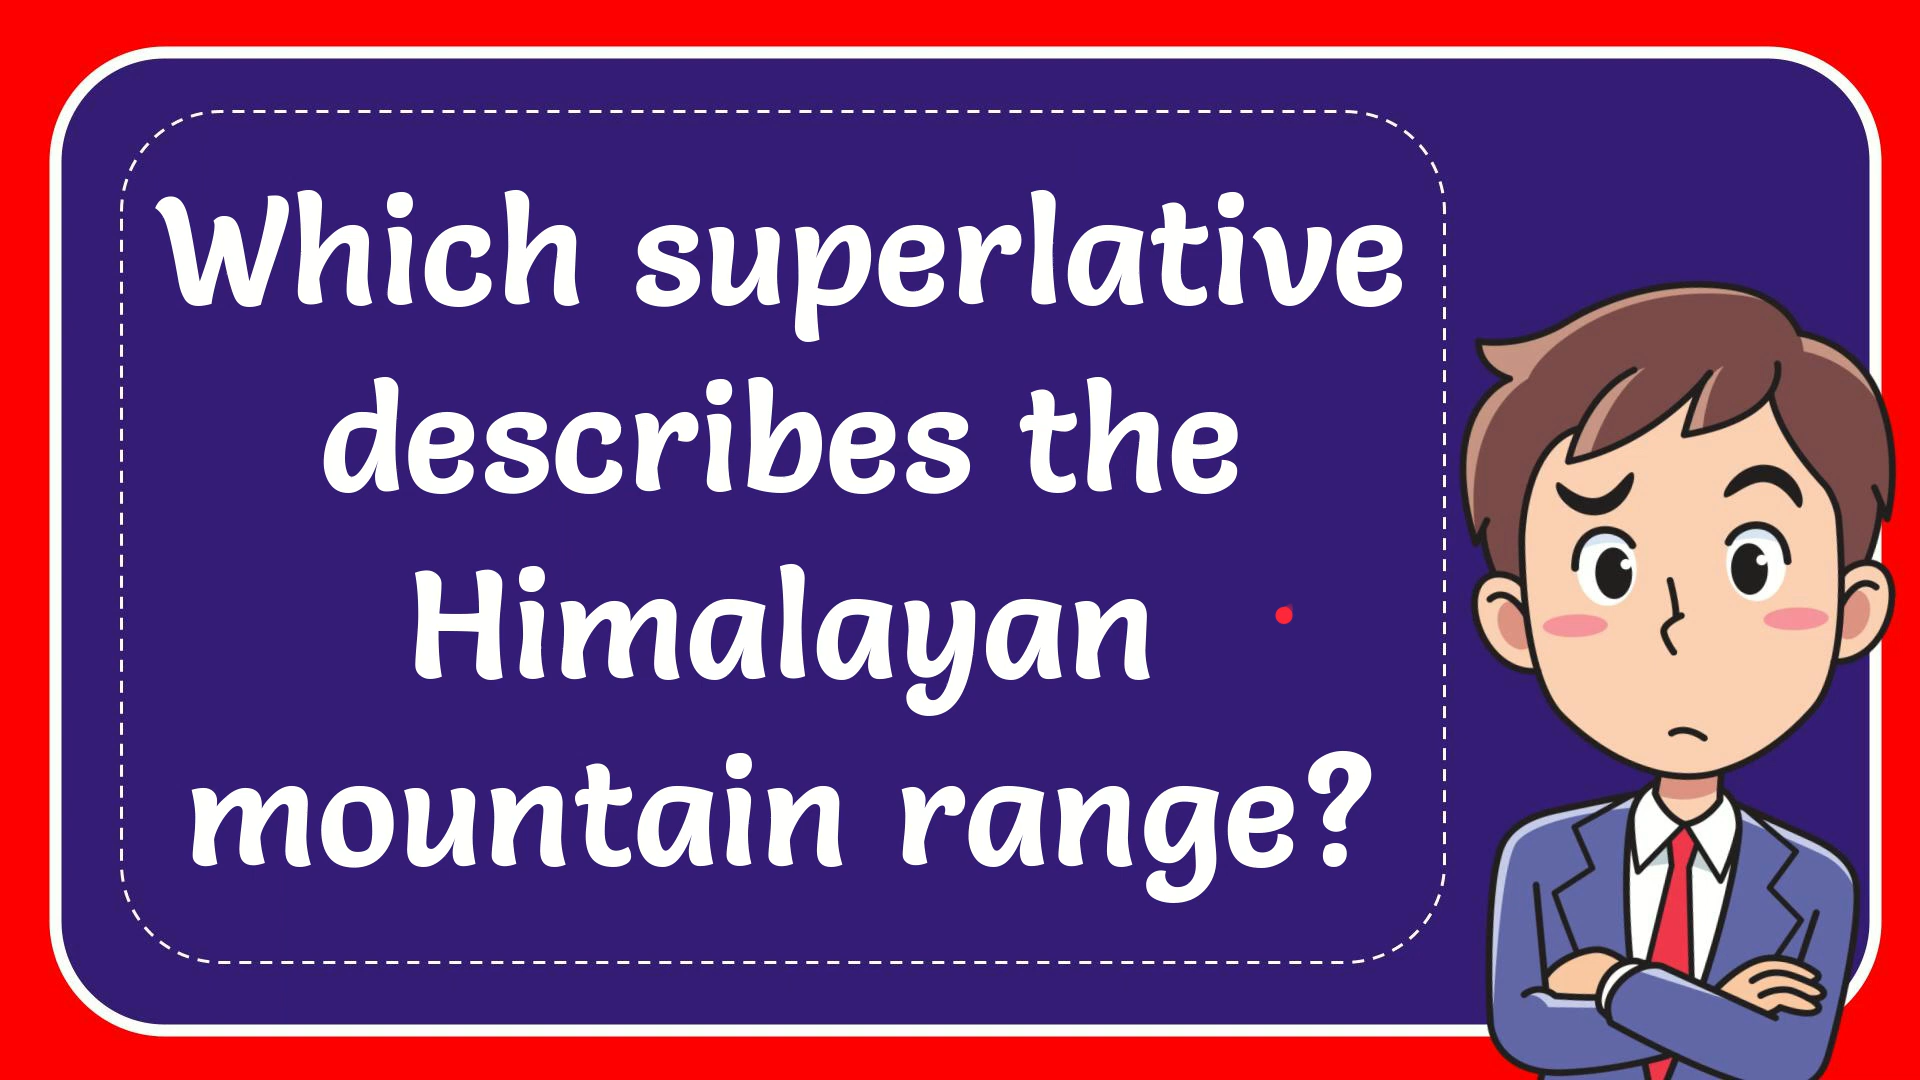 Which superlative
describes the
Himalayan
mountain range?